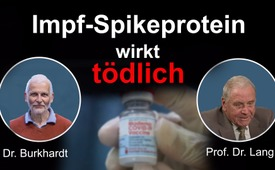 Impf-Spikeprotein
wirkt
tödlich
Dr. Burkhardt
Prof. Dr. Lang